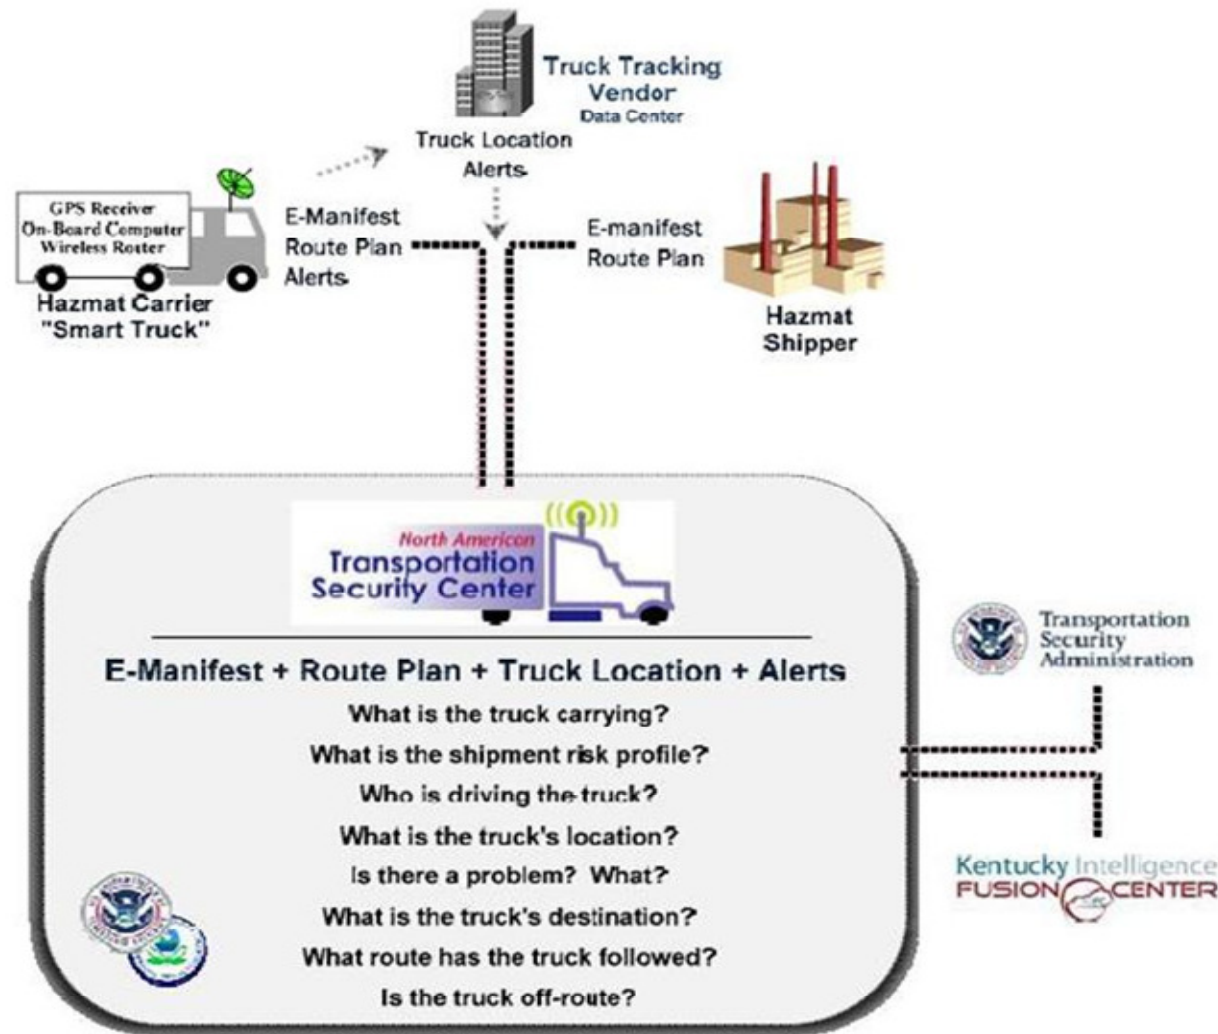 Truck Tracking
Vendor
Data Center
Truck Location
Alerts
GPS Receiver
On-Board Computer
Wireless Router
Hazmat Carrier
"Smart Truck"
E-Manifest
Route Plan
Alerts
E-manifest
Route Plan
Hazmat
Shipper
North American
Transportation
Security Center
E-Manifest + Route Plan + Truck Location + Alerts
What is the truck carrying?
What is the shipment risk profile?
Who is driving the truck?
What is the truck's location?
Is there a problem? What?
What is the truck's destination?
What route has the truck followed?
Is the truck off-route?
Transportation
Security
Administration
Kentucky Intelligence
FUSION CENTER